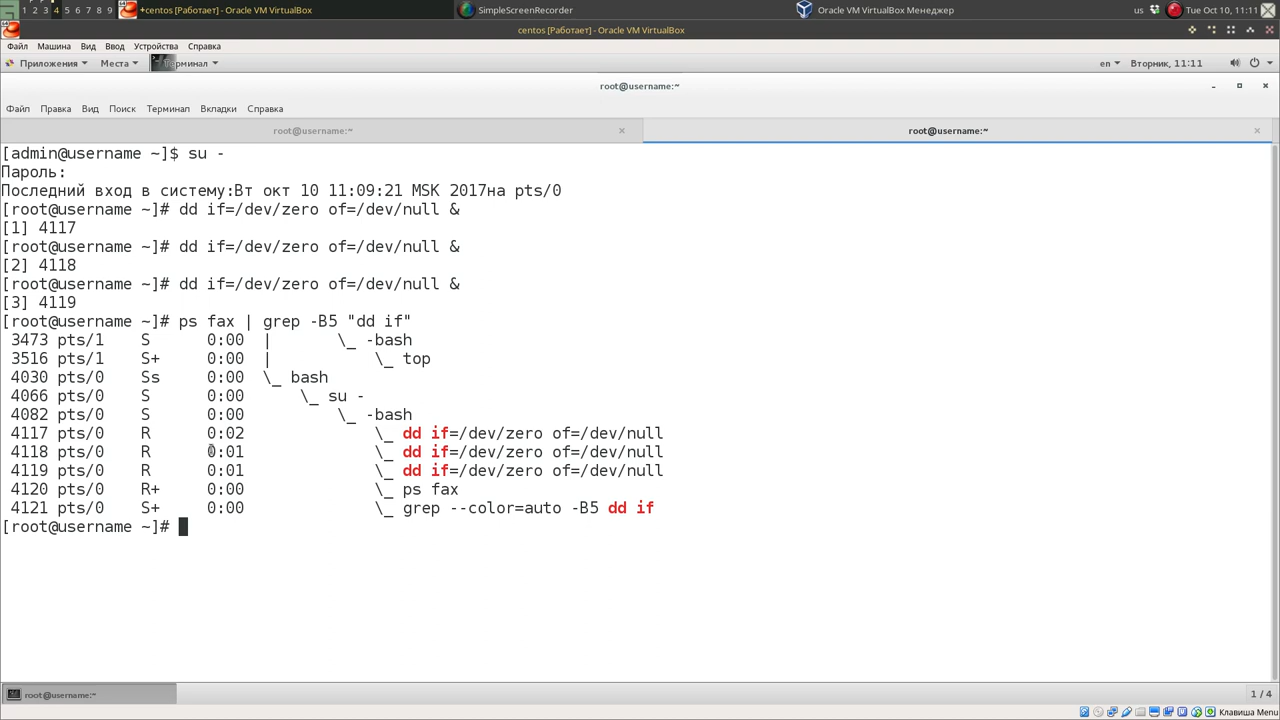 1 2 3 4 5 6 7 8 9 +centos [Работает] - Oracle VM VirtualBox SimpleScreenRecorder Oracle VM VirtualBox Менеджер us Tue Oct 10, 11:11
centos [Работает] - Oracle VM VirtualBox
Файл Машина Вид Ввод Устройства Справка
Приложения Места Терминал en Вторник, 11:11
root@username:~
Файл Правка Вид Поиск Терминал Вкладки Справка
root@username:~ root@username:~
[admin@username ~]$ su -
Пароль:
Последний вход в систему:Вт окт 10 11:09:21 MSK 2017на pts/0
[root@username ~]# dd if=/dev/zero of=/dev/null &
[1] 4117
[root@username ~]# dd if=/dev/zero of=/dev/null &
[2] 4118
[root@username ~]# dd if=/dev/zero of=/dev/null &
[3] 4119
[root@username ~]# ps fax | grep -B5 "dd if"
3473 pts/1 S 0:00 | \_ -bash
3516 pts/1 S+ 0:00 | \_ top
4030 pts/0 Ss 0:00 \_ bash
4066 pts/0 S 0:00 \_ su -
4082 pts/0 S 0:00 \_ -bash
4117 pts/0 R 0:02 \_ dd if=/dev/zero of=/dev/null
4118 pts/0 R 0:01 \_ dd if=/dev/zero of=/dev/null
4119 pts/0 R 0:01 \_ dd if=/dev/zero of=/dev/null
4120 pts/0 R+ 0:00 \_ ps fax
4121 pts/0 S+ 0:00 \_ grep --color=auto -B5 dd if
[root@username ~]#
root@username:~ 1 / 4
Клавиша Menu